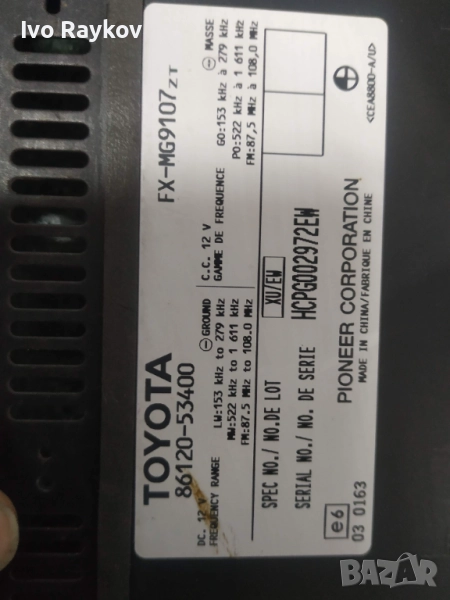 Ivo Raykov
TOYOTA
86120-53400
FX-MG9107 ZT
DC. 12 V
GROUND
C.C. 12 V
MASSE
FREQUENCY RANGE
LW:153 kHz to 279 kHz
MW:522 kHz to 1 611 kHz
FM:87.5 MHz to 108.0 MHz
GAMME DE FREQUENCE
GO:153 kHz à 279 kHz
PO:522 kHz à 1 611 kHz
FM:87,5 MHz à 108,0 MHz
SPEC NO./ NO.DE LOT
XU/EW
SERIAL NO./ NO. DE SERIE
HCPG002972EW
PIONEER CORPORATION
MADE IN CHINA/FABRIQUE EN CHINE
e6
03 0163
<CEA8800-A/U>
BAZAR